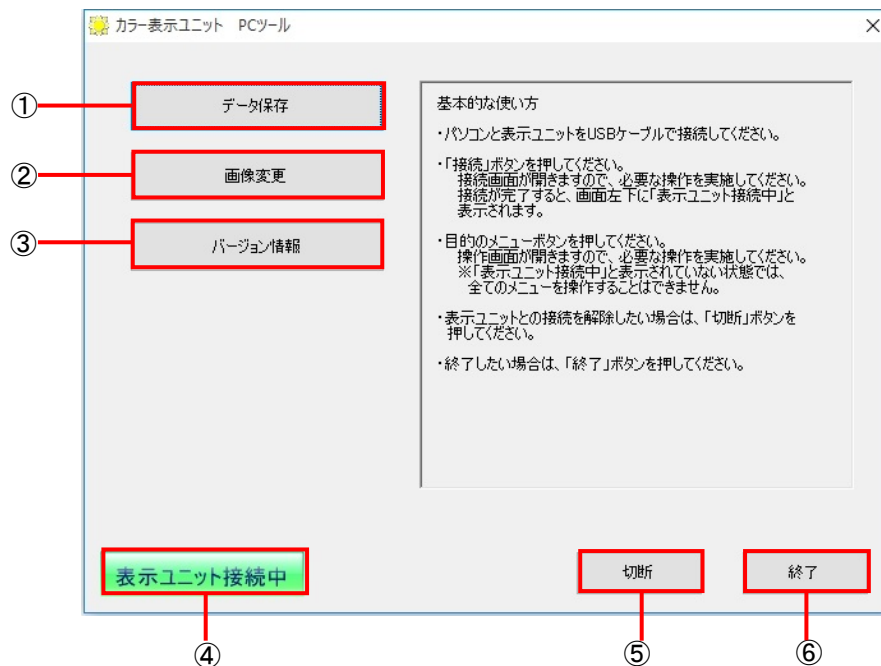 カラー表示ユニット PCツール
① データ保存
② 画像変更
③ バージョン情報
基本的な使い方
・パソコンと表示ユニットをUSBケーブルで接続してください。
・「接続」ボタンを押してください。
接続画面が開きますので、必要な操作を実施してください。
接続が完了すると、画面左下に「表示ユニット接続中」と
表示されます。
・目的のメニューボタンを押してください。
操作画面が開きますので、必要な操作を実施してください。
※「表示ユニット接続中」と表示されていない状態では、
全てのメニューを操作することはできません。
・表示ユニットとの接続を解除したい場合は、「切断」ボタンを
押してください。
・終了したい場合は、「終了」ボタンを押してください。
表示ユニット接続中
切断
終了
④
⑤
⑥